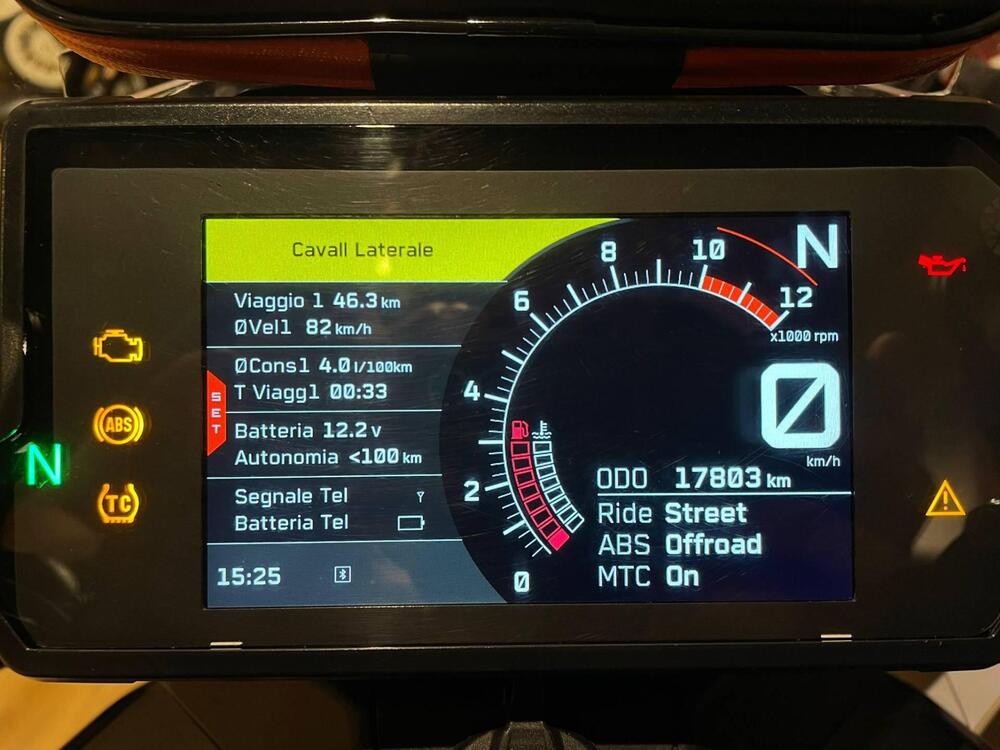 Cavall Laterale
Viaggio 1 46.3 km
ØVel1 82 km/h
ØCons1 4.0 l/100km
T Viagg1 00:33
SET
Batteria 12.2 V
Autonomia <100 km
Segnale Tel
Batteria Tel
15:25
ABS
N
TC
0
2
4
6
8
10
12
N
x1000 rpm
0
km/h
ODO 17803 km
Ride Street
ABS Offroad
MTC On